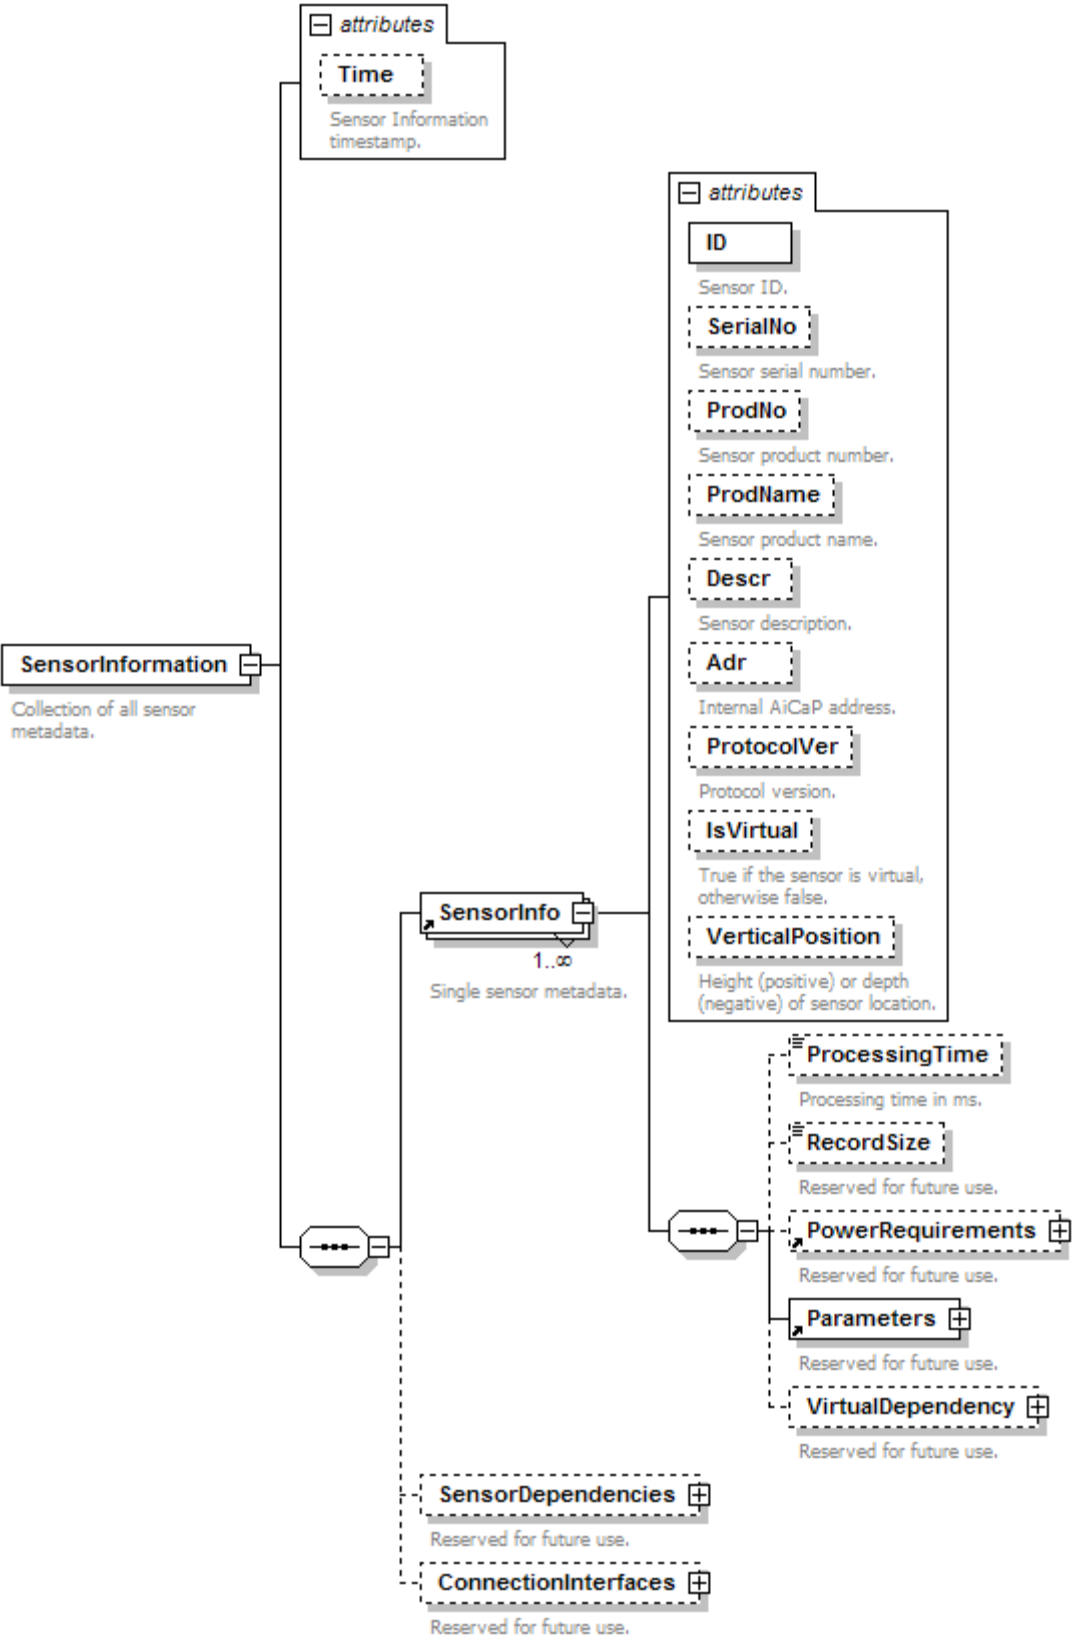 attributes
Time
Sensor Information
timestamp.
attributes
ID
Sensor ID.
SerialNo
Sensor serial number.
ProdNo
Sensor product number.
ProdName
Sensor product name.
Descr
Sensor description.
Adr
Internal AiCaP address.
ProtocolVer
Protocol version.
IsVirtual
True if the sensor is virtual,
otherwise false.
VerticalPosition
Height (positive) or depth
(negative) of sensor location.
SensorInformation
Collection of all sensor
metadata.
SensorInfo
1..∞
Single sensor metadata.
ProcessingTime
Processing time in ms.
RecordSize
Reserved for future use.
PowerRequirements
Reserved for future use.
Parameters
Reserved for future use.
VirtualDependency
Reserved for future use.
SensorDependencies
Reserved for future use.
ConnectionInterfaces
Reserved for future use.